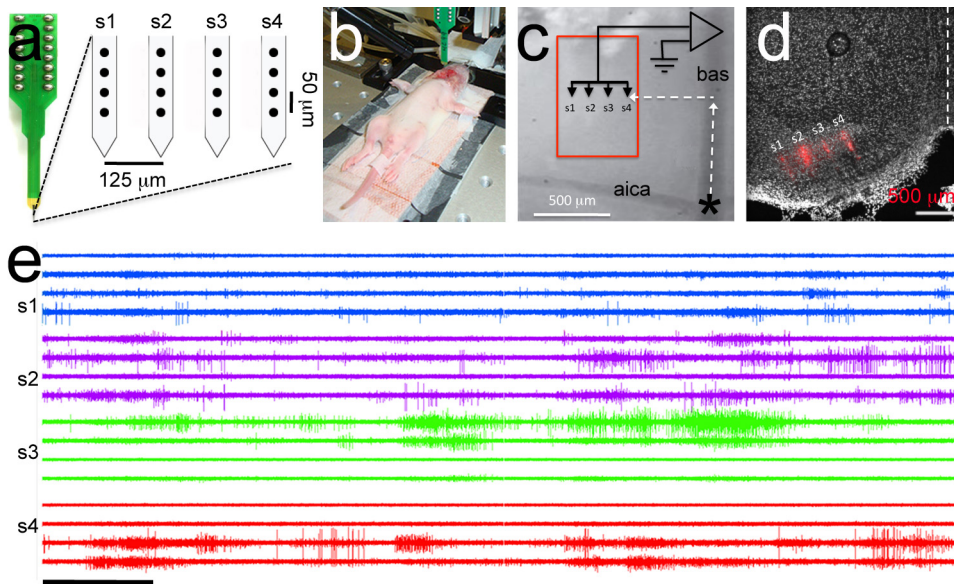 a
s1 s2 s3 s4
50 μm
125 μm
b
c
bas
s1 s2 s3 s4
aica
500 μm
*
d
s1 s2 s3 s4
500 μm
e
s1
s2
s3
s4